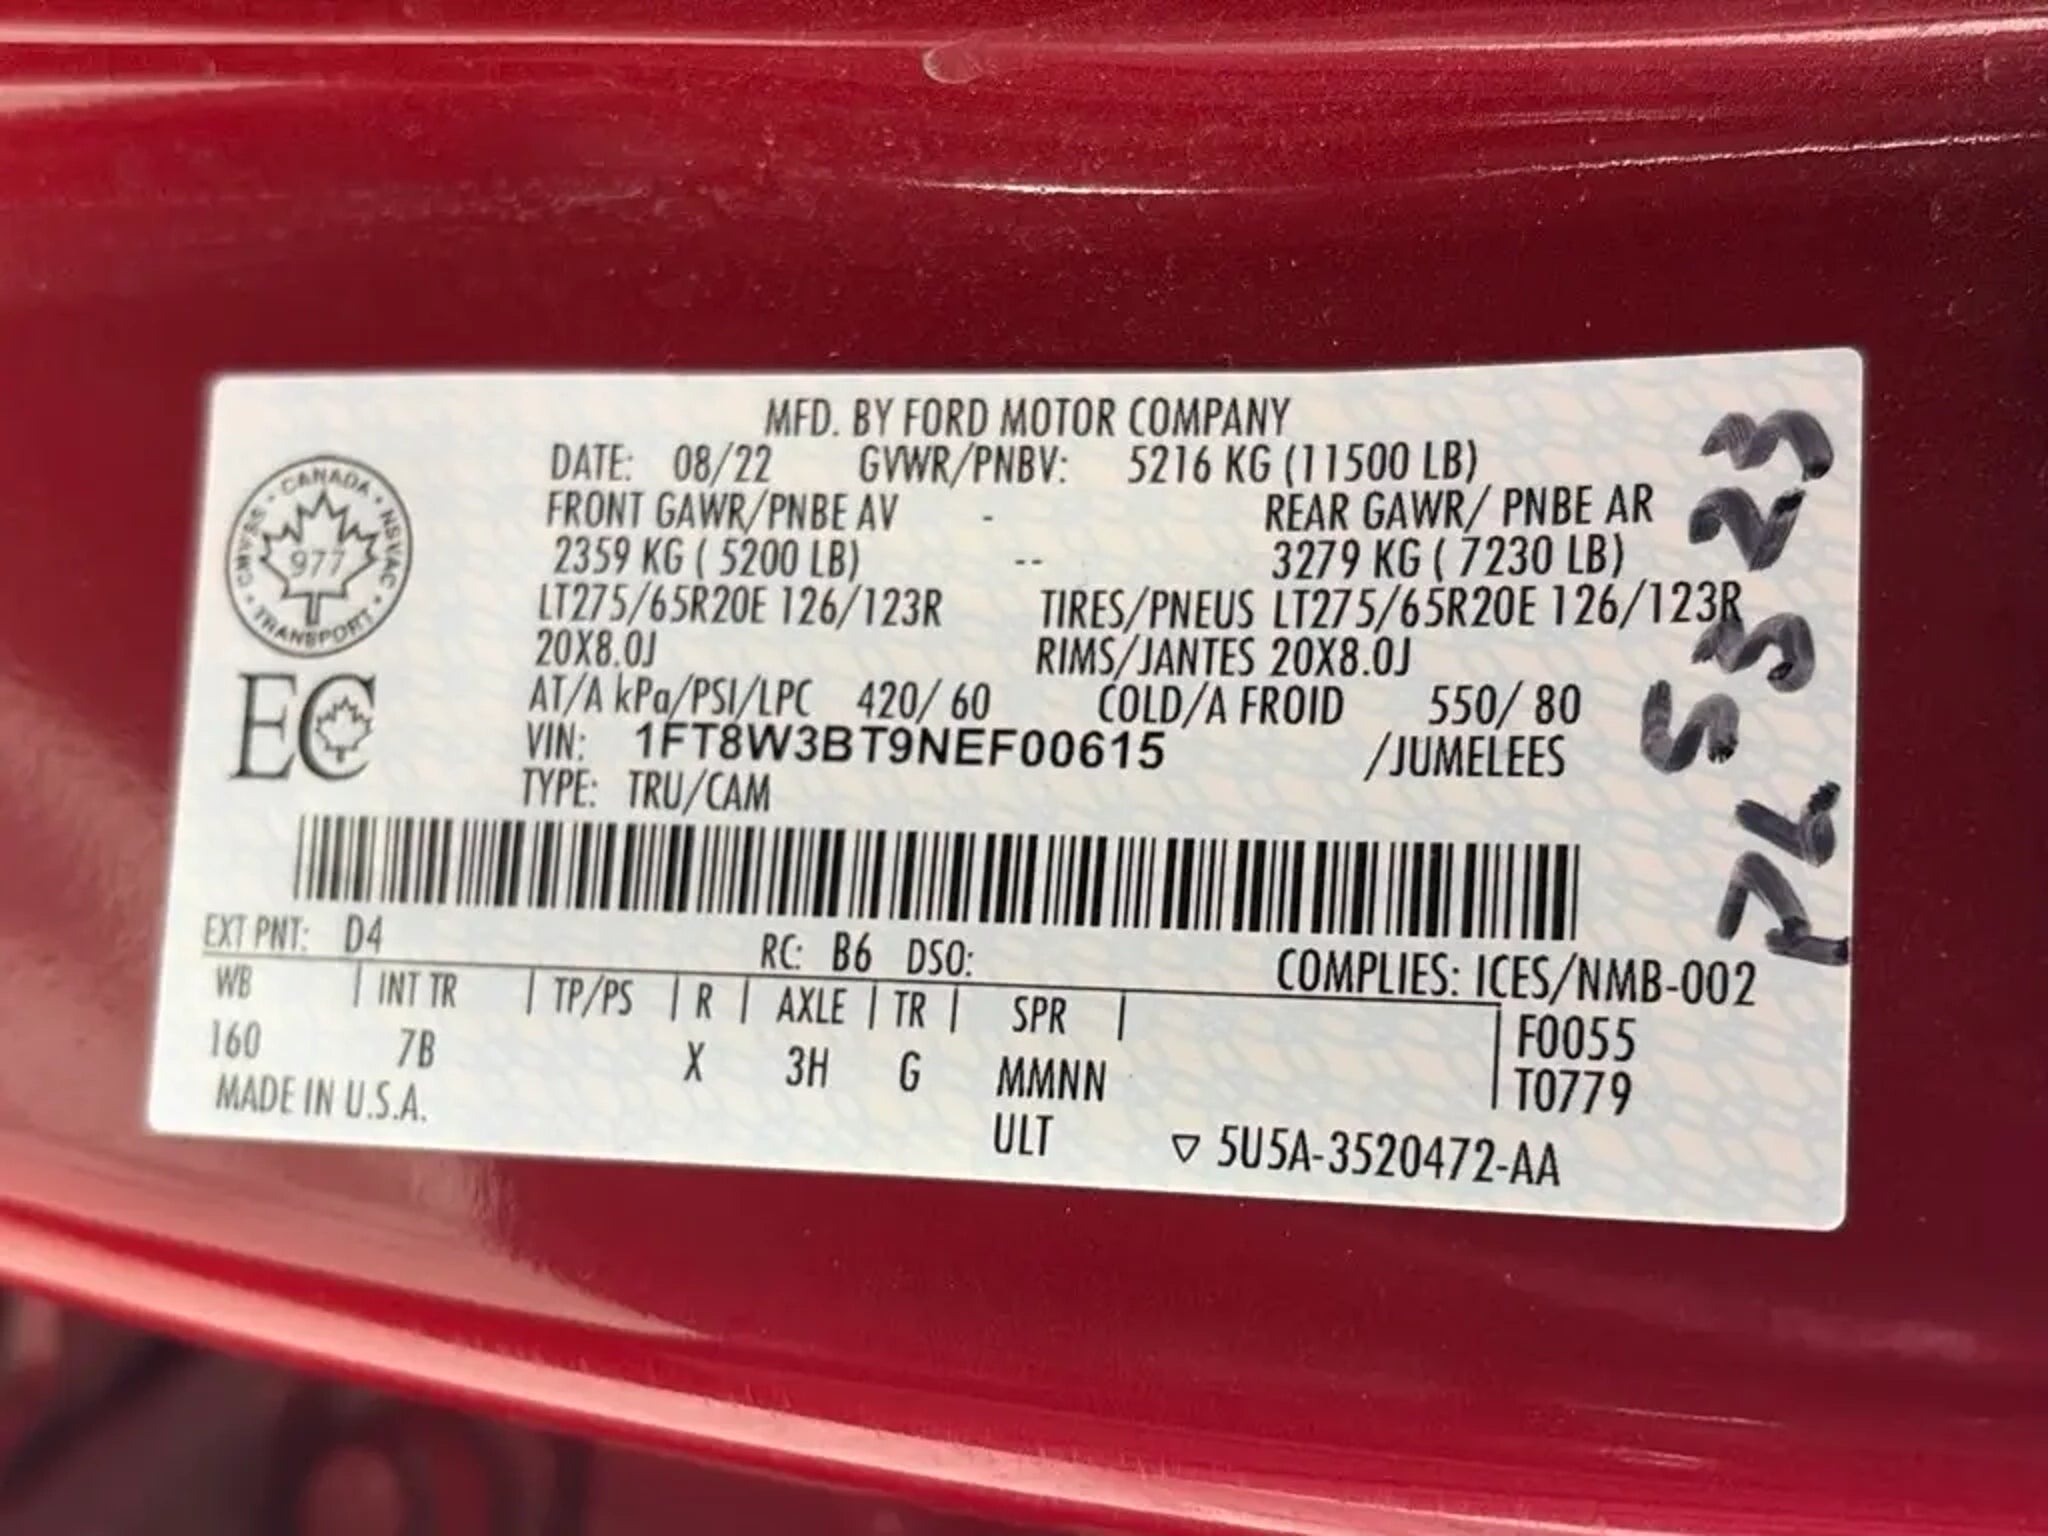 MFD. BY FORD MOTOR COMPANY
DATE: 08/22 GVWR/PNBV: 5216 KG (11500 LB)
FRONT GAWR/PNBE AV - REAR GAWR/ PNBE AR
2359 KG ( 5200 LB) -- 3279 KG ( 7230 LB)
LT275/65R20E 126/123R TIRES/PNEUS LT275/65R20E 126/123R
20X8.0J RIMS/JANTES 20X8.0J
AT/A kPa/PSI/LPC 420/ 60 COLD/A FROID 550/ 80
VIN: 1FT8W3BT9NEF00615 /JUMELEES
TYPE: TRU/CAM
CANADA
CMVSS • NSVAC
977
TRANSPORT
EC
EXT PNT: D4 RC: B6 DSO: COMPLIES: ICES/NMB-002
WB | INT TR | TP/PS | R | AXLE | TR | SPR | F0055
160 7B X 3H G MMNN T0779
MADE IN U.S.A. ULT ▽ 5U5A-3520472-AA